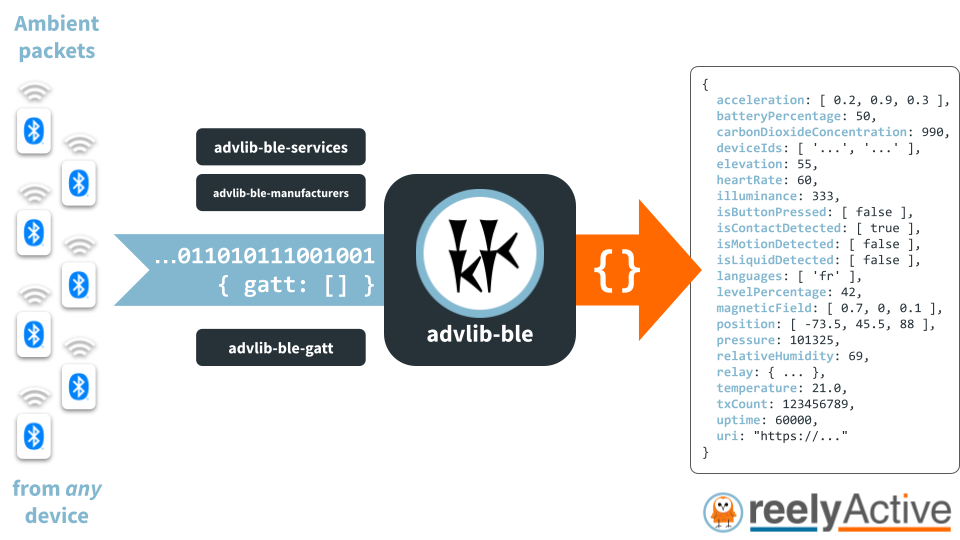 Ambient
packets
advlib-ble-services
advlib-ble-manufacturers
...011010111001001
{ gatt: [] }
advlib-ble-gatt
advlib-ble
{}
{
acceleration: [ 0.2, 0.9, 0.3 ],
batteryPercentage: 50,
carbonDioxideConcentration: 990,
deviceIds: [ '...', '...' ],
elevation: 55,
heartRate: 60,
illuminance: 333,
isButtonPressed: [ false ],
isContactDetected: [ true ],
isMotionDetected: [ false ],
isLiquidDetected: [ false ],
languages: [ 'fr' ],
levelPercentage: 42,
magneticField: [ 0.7, 0, 0.1 ],
position: [ -73.5, 45.5, 88 ],
pressure: 101325,
relativeHumidity: 69,
relay: { ... },
temperature: 21.0,
txCount: 123456789,
uptime: 60000,
uri: "https://..."
}
from any
device
reelyActive